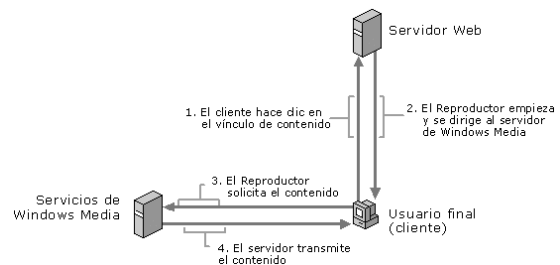 Servidor Web
1. El cliente hace clic en
el vínculo de contenido
2. El Reproductor empieza
y se dirige al servidor
de Windows Media
3. El Reproductor
solicita el contenido
Servicios de
Windows Media
Usuario final
(cliente)
4. El servidor transmite
el contenido